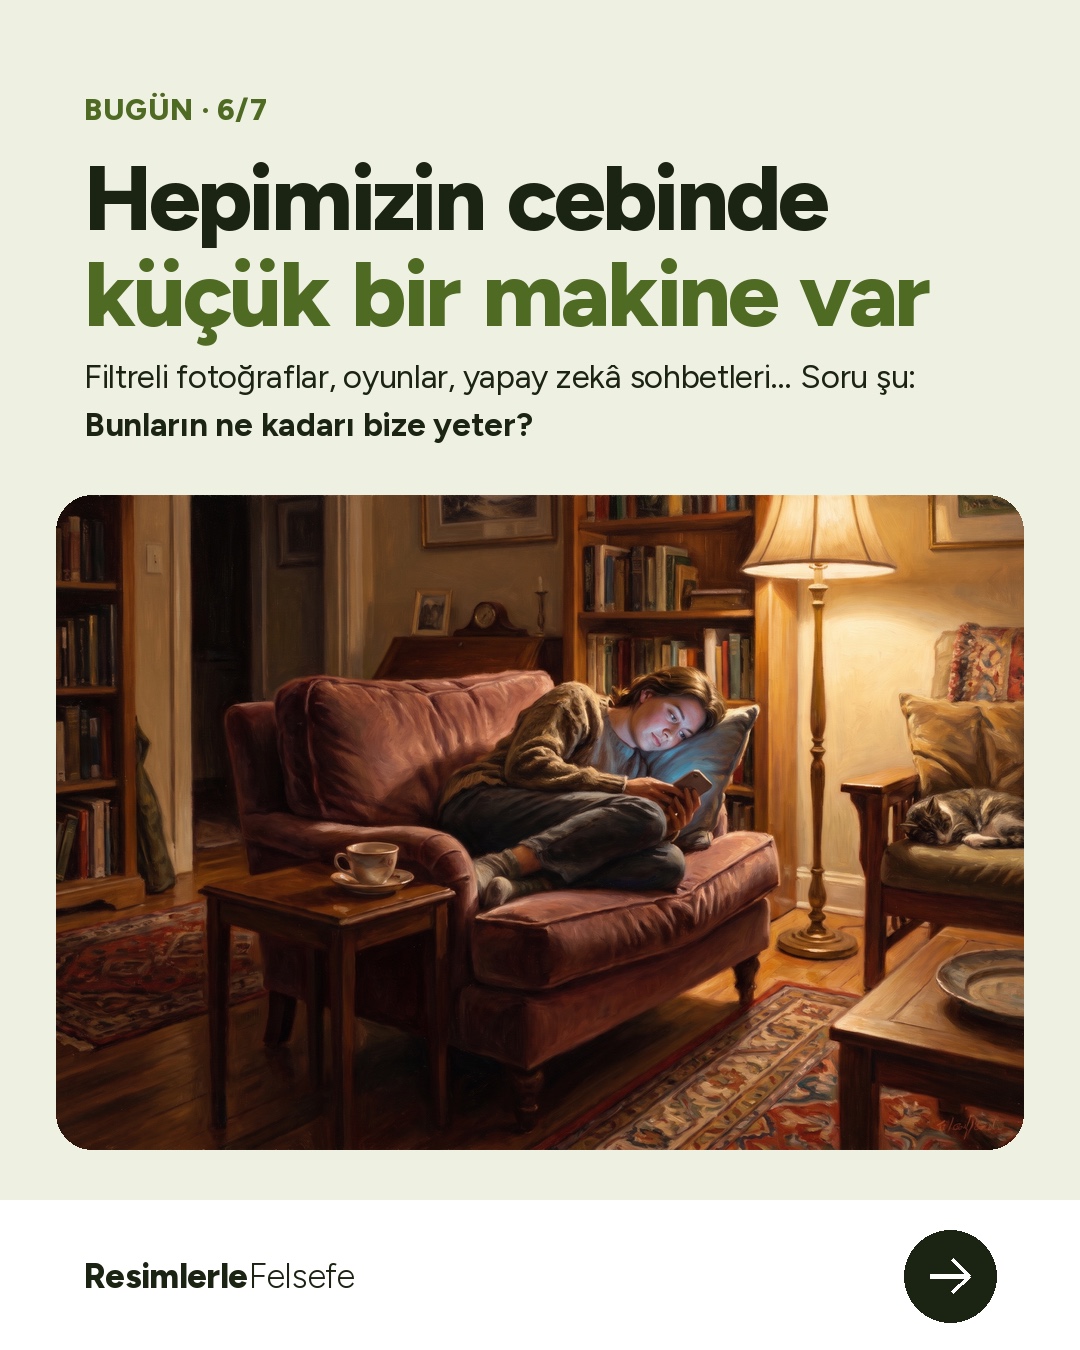 BUGÜN · 6/7
Hepimizin cebinde
küçük bir makine var
Filtreli fotoğraflar, oyunlar, yapay zekâ sohbetleri... Soru şu:
Bunların ne kadarı bize yeter?
ResimlerleFelsefe